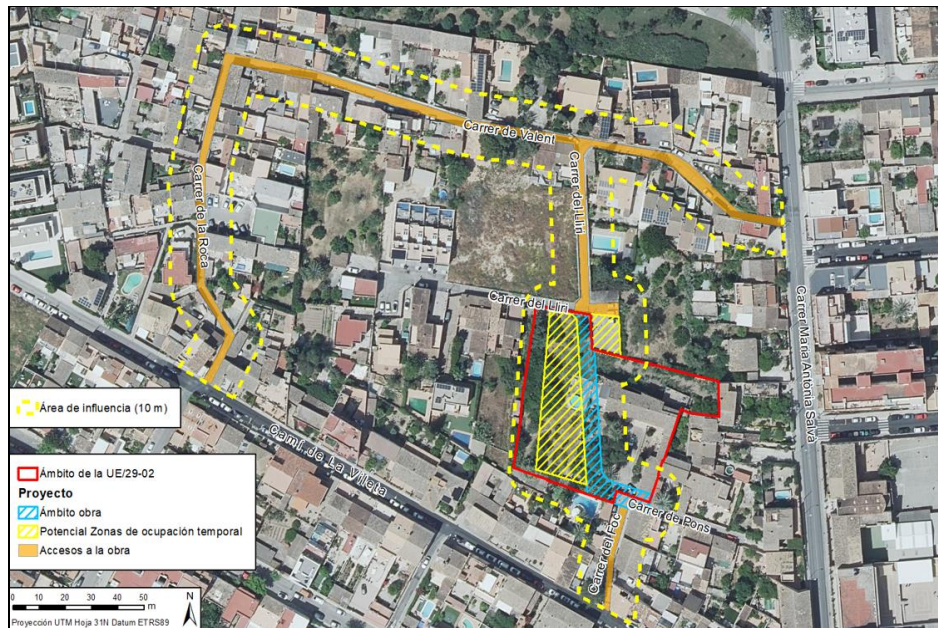 Carrer de Valent
Carrer del Lliri
Carrer de la Roca
Carrer del Lliri
Carrer Maria Antònia Salvà
Camí de La Vileta
Carrer de Pons
Carrer del Foc
Área de influencia (10 m)
Ámbito de la UE/29-02
Proyecto
Ámbito obra
Potencial Zonas de ocupación temporal
Accesos a la obra
0 10 20 30 40 50
m
N
Proyección UTM Hoja 31N Datum ETRS89